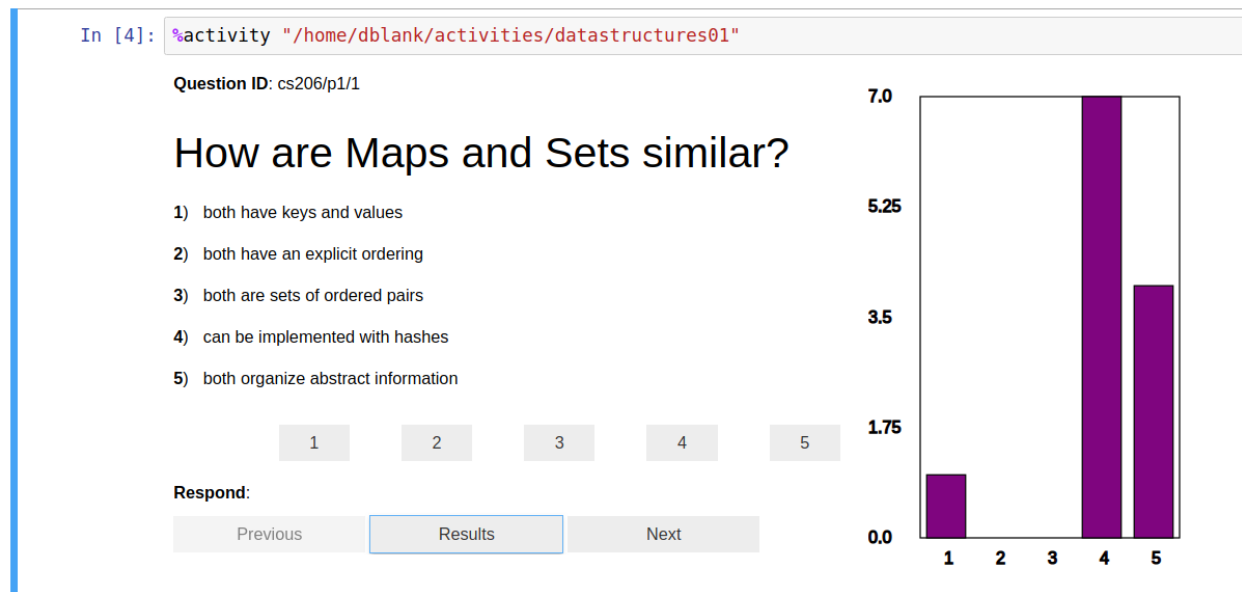 In [4]: %activity "/home/dblank/activities/datastructures01"
Question ID: cs206/p1/1
How are Maps and Sets similar?
1) both have keys and values
2) both have an explicit ordering
3) both are sets of ordered pairs
4) can be implemented with hashes
5) both organize abstract information
1 2 3 4 5
Respond:
Previous Results Next
7.0
5.25
3.5
1.75
0.0
1 2 3 4 5